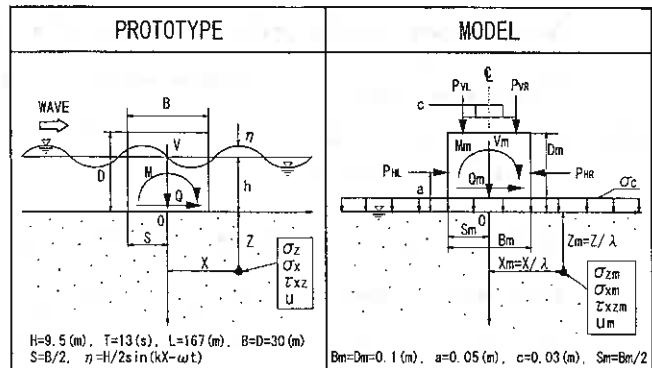 PROTOTYPE
WAVE
B
η
V
D
M
h
Q
O
S
Z
X
σz
σx
τxz
u
H=9.5(m), T=13(s), L=167(m), B=D=30(m)
S=B/2, η=H/2sin(kX-ωt)
MODEL
℄
PVL PVR
c
Mm Vm
Dm
PHL PHR
Qm
a
σc
O
Sm
Bm
Zm=Z/λ
Xm=X/λ
σzm
σxm
τxzm
um
Bm=Dm=0.1(m), a=0.05(m), c=0.03(m), Sm=Bm/2